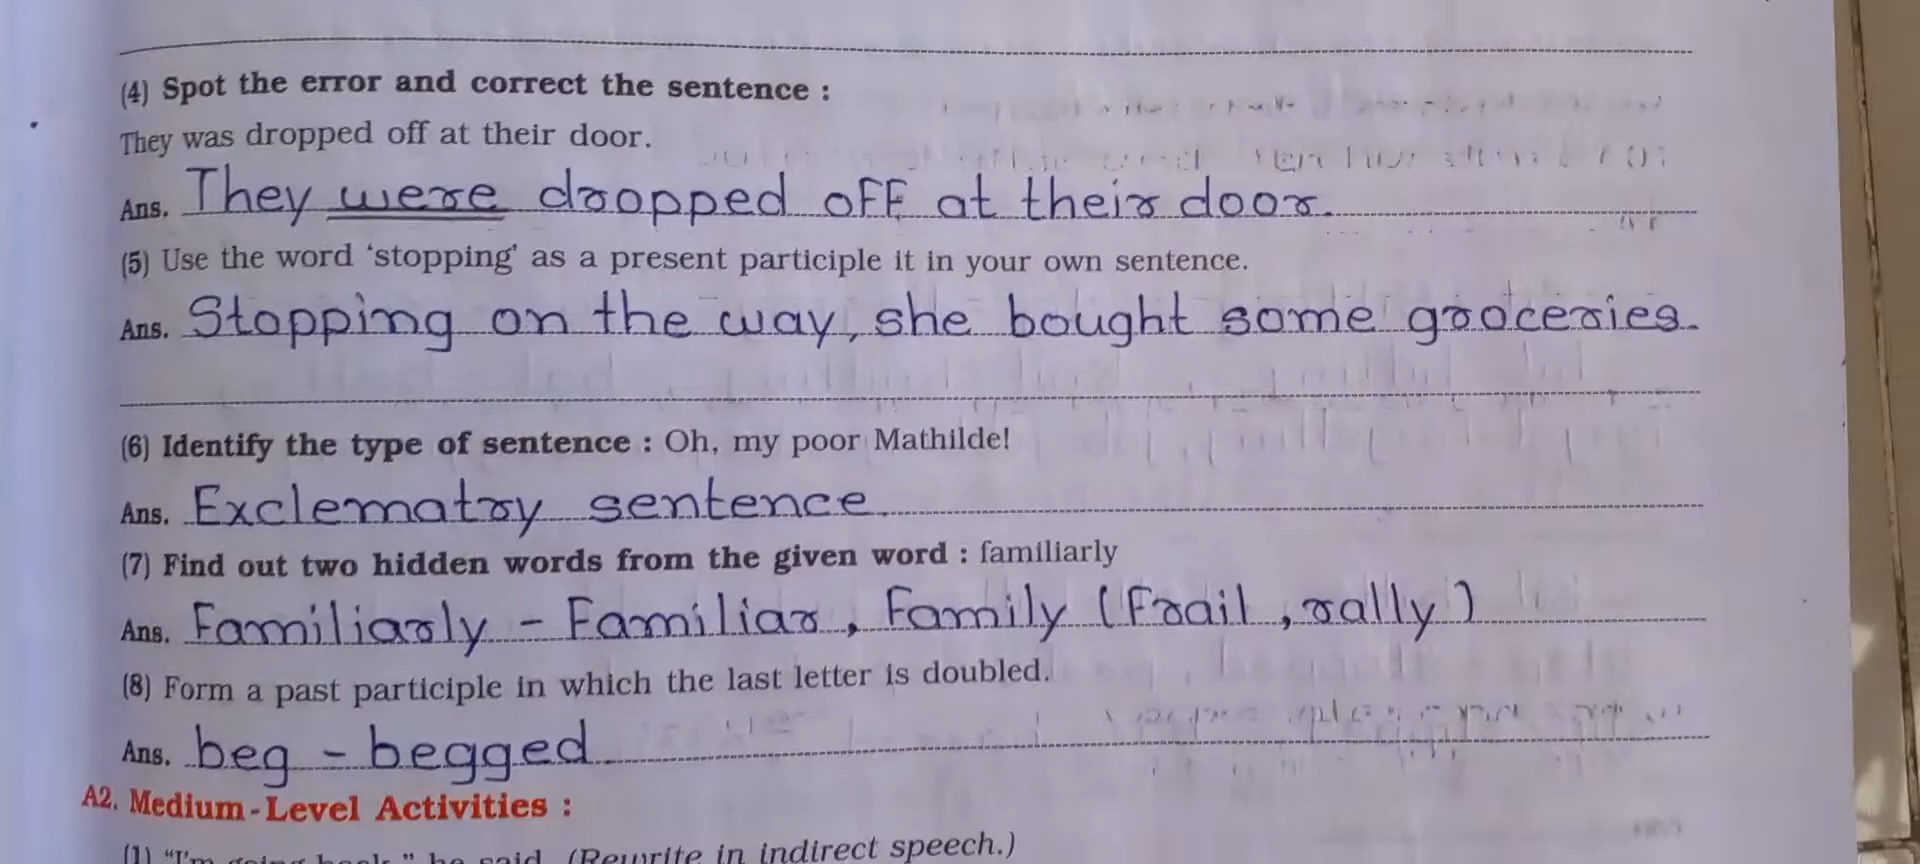 (4) Spot the error and correct the sentence :
They was dropped off at their door.
Ans. They were dropped off at their door.
(5) Use the word ‘stopping’ as a present participle it in your own sentence.
Ans. Stopping on the way, she bought some groceries.
(6) Identify the type of sentence : Oh, my poor Mathilde!
Ans. Exclematry sentence.
(7) Find out two hidden words from the given word : familiarly
Ans. Familiarly - Familiar, Family (Frail, rally)
(8) Form a past participle in which the last letter is doubled.
Ans. beg - begged
A2. Medium-Level Activities :
(1) “I'm going back,” he said. (Rewrite in indirect speech.)